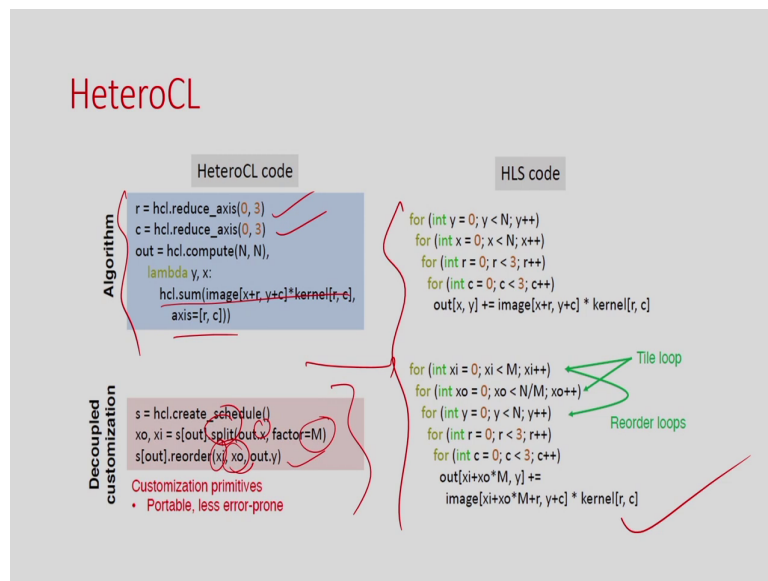 HeteroCL
HeteroCL code
Algorithm
r = hcl.reduce_axis(0, 3)
c = hcl.reduce_axis(0, 3)
out = hcl.compute(N, N),
lambda y, x:
hcl.sum(image[x+r, y+c]*kernel[r, c],
axis=[r, c]))
Decoupled
customization
s = hcl.create_schedule()
xo, xi = s[out].split(out.x, factor=M)
s[out].reorder(xi, xo, out.y)
Customization primitives
• Portable, less error-prone
HLS code
for (int y = 0; y < N; y++)
for (int x = 0; x < N; x++)
for (int r = 0; r < 3; r++)
for (int c = 0; c < 3; c++)
out[x, y] += image[x+r, y+c] * kernel[r, c]
for (int xi = 0; xi < M; xi++)
for (int xo = 0; xo < N/M; xo++)
for (int y = 0; y < N; y++)
for (int r = 0; r < 3; r++)
for (int c = 0; c < 3; c++)
out[xi+xo*M, y] +=
image[xi+xo*M+r, y+c] * kernel[r, c]
Tile loop
Reorder loops